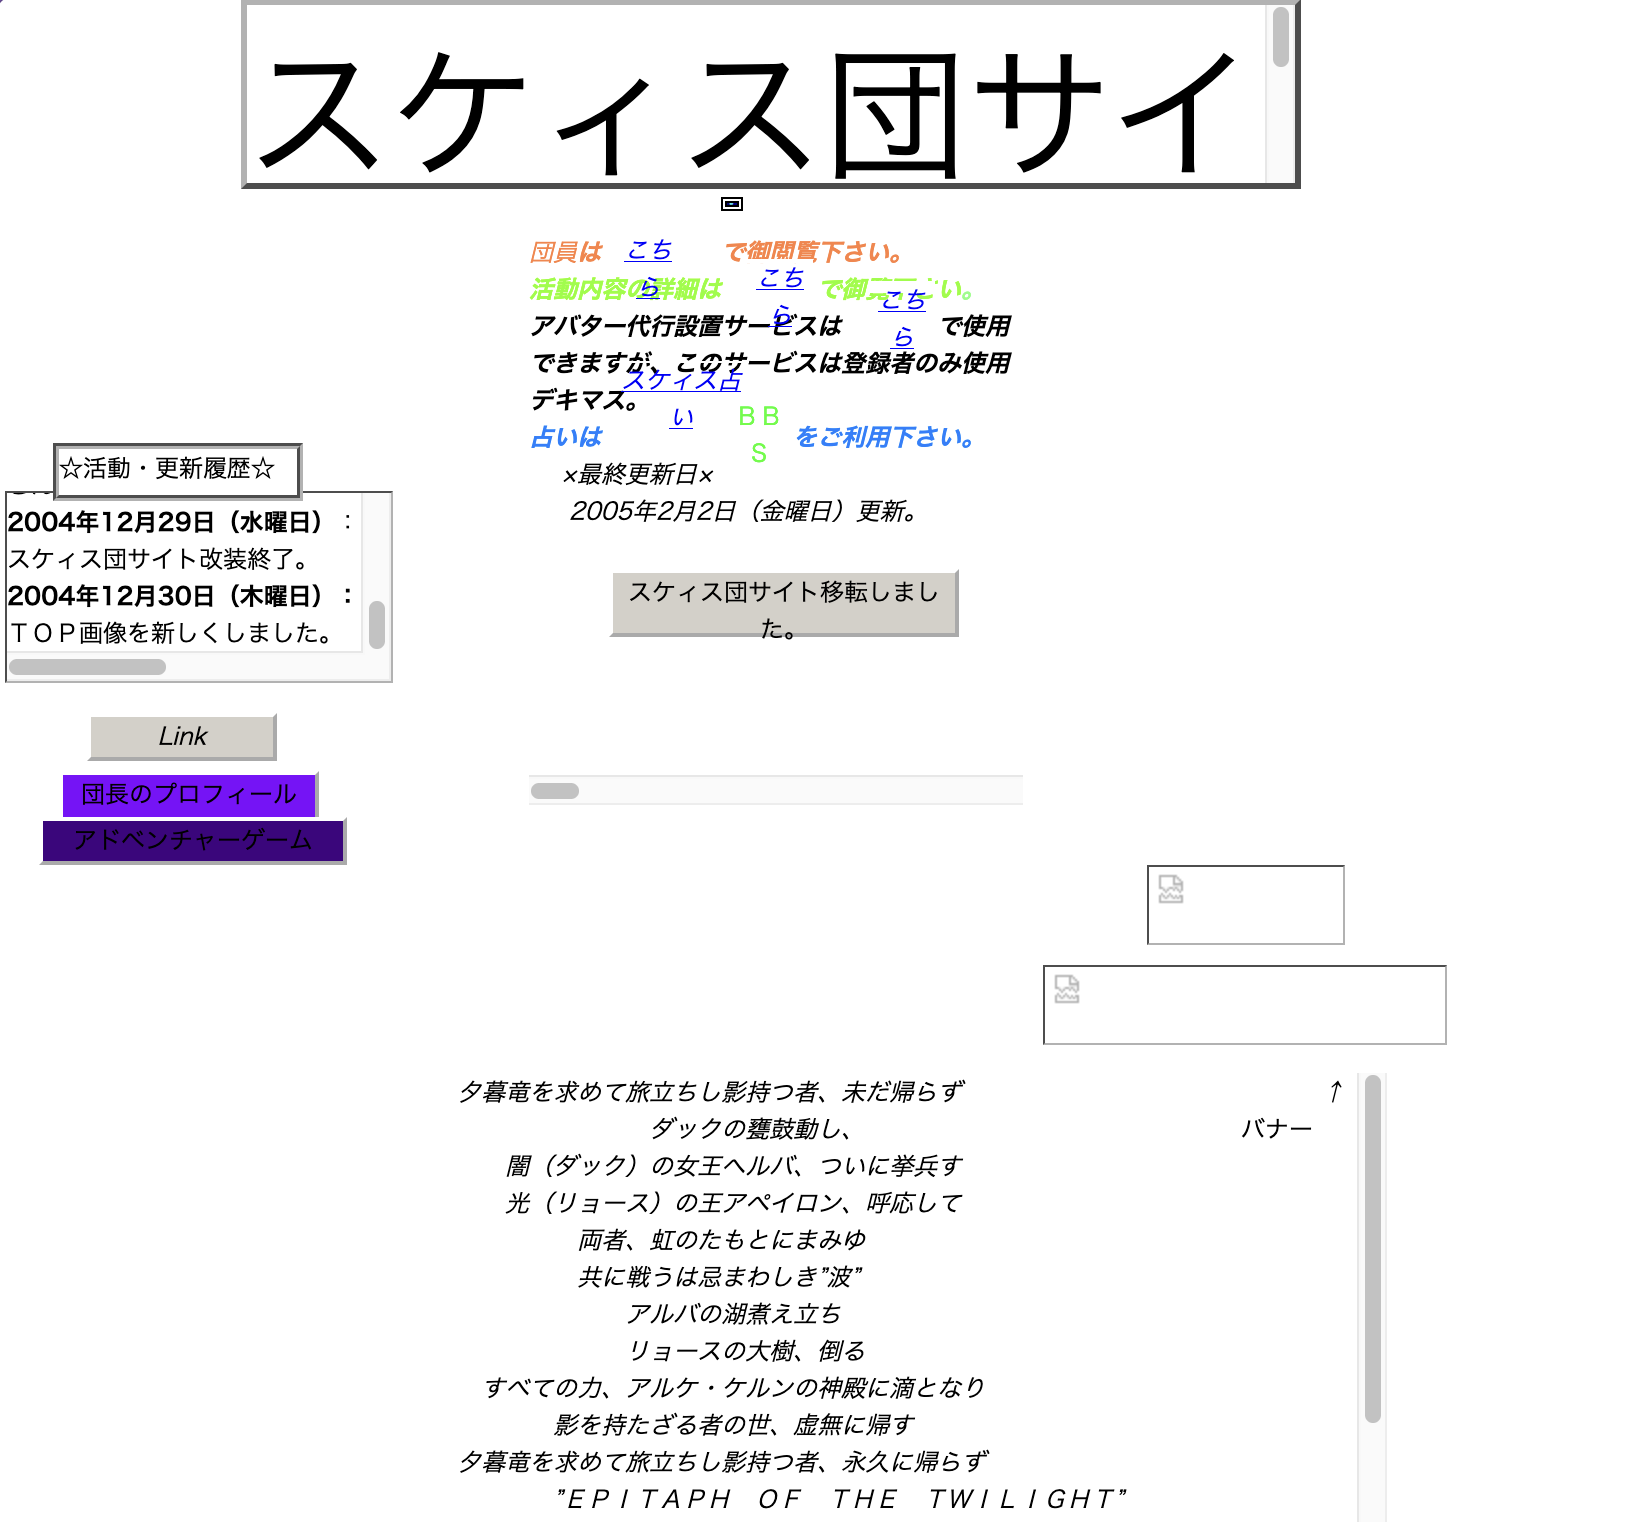 スケィス団サイ
団員は こちら で御閲覧下さい。
活動内容の詳細は こちら で御覧下さい。
アバター代行設置サービスは こちら で使用
できますが、このサービスは登録者のみ使用
デキマス。
占いは スケィス占い ＢＢＳ をご利用下さい。
×最終更新日×
2005年2月2日（金曜日）更新。
☆活動・更新履歴☆
2004年12月29日（水曜日）：
スケィス団サイト改装終了。
2004年12月30日（木曜日）：
ＴＯＰ画像を新しくしました。
スケィス団サイト移転しまし
た。
Link
団長のプロフィール
アドベンチャーゲーム
夕暮竜を求めて旅立ちし影持つ者、未だ帰らず
↑
ダックの甕鼓動し、
バナー
闇（ダック）の女王ヘルバ、ついに挙兵す
光（リョース）の王アペイロン、呼応して
両者、虹のたもとにまみゆ
共に戦うは忌まわしき”波”
アルバの湖煮え立ち
リョースの大樹、倒る
すべての力、アルケ・ケルンの神殿に滴となり
影を持たざる者の世、虚無に帰す
夕暮竜を求めて旅立ちし影持つ者、永久に帰らず
”ＥＰＩＴＡＰＨ　ＯＦ　ＴＨＥ　ＴＷＩＬＩＧＨＴ”